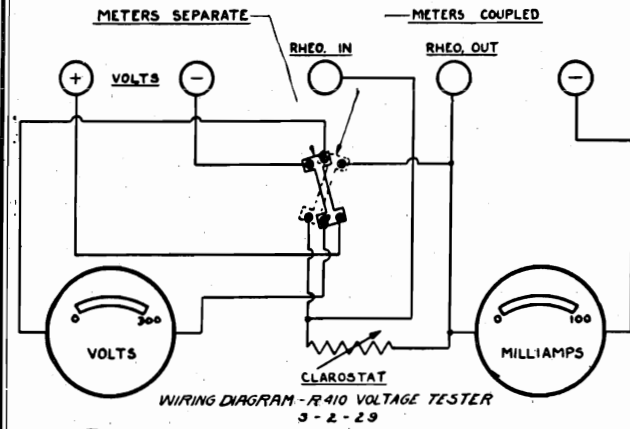 METERS SEPARATE
METERS COUPLED
RHEO. IN
RHEO. OUT
+ VOLTS - -
0 300
VOLTS
0 100
MILLIAMPS
CLAROSTAT
WIRING DIAGRAM - R 410 VOLTAGE TESTER
3-2-29